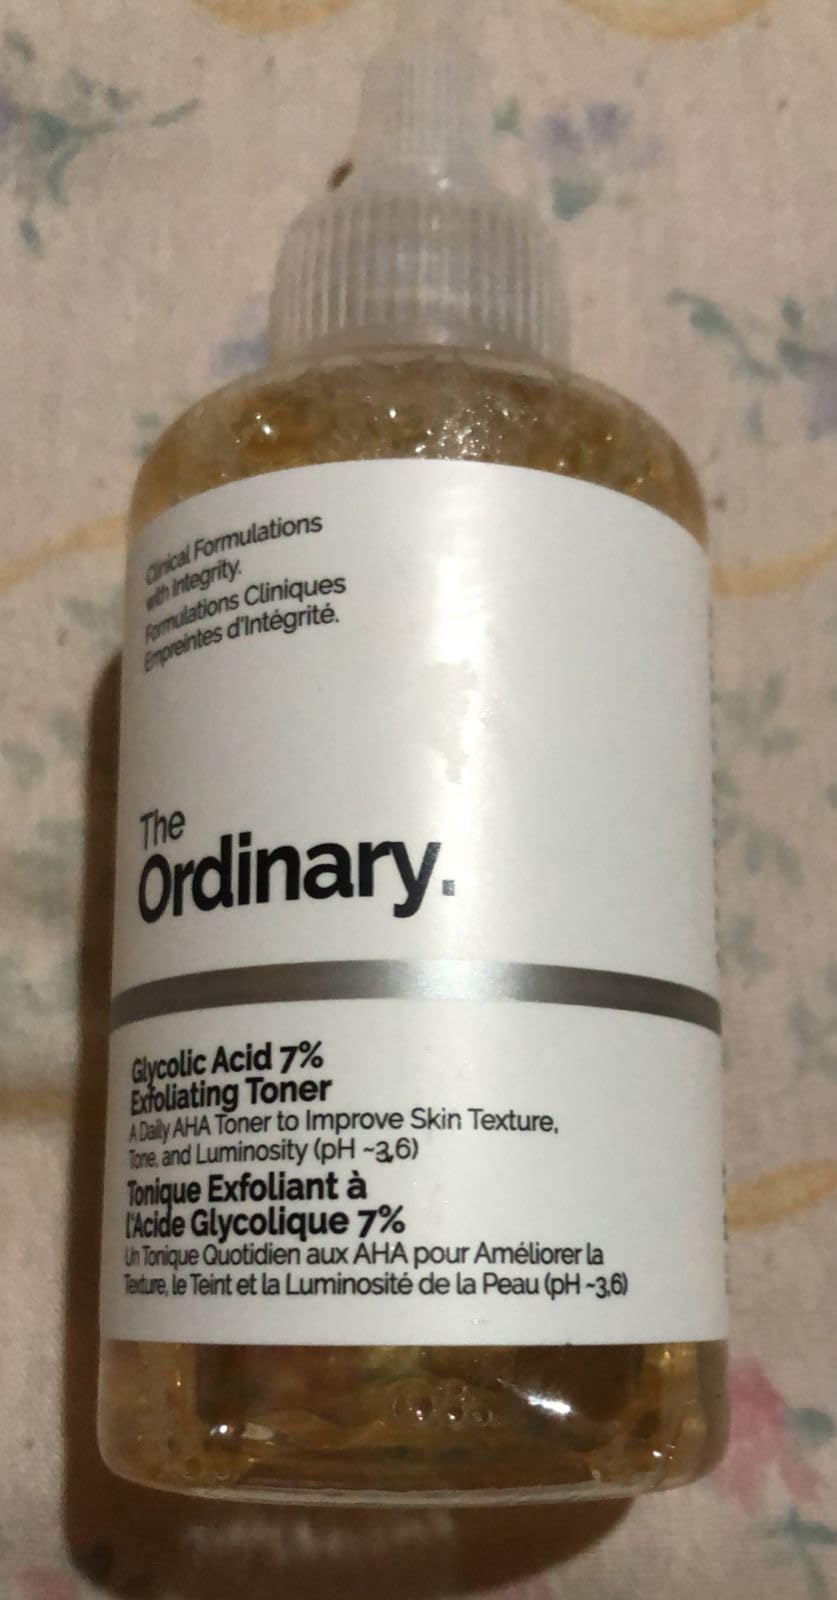 Clinical Formulations
with Integrity.
Formulations Cliniques
Empreintes d'Intégrité.
The
Ordinary.
Glycolic Acid 7%
Exfoliating Toner
A Daily AHA Toner to Improve Skin Texture,
Tone, and Luminosity (pH ~3,6)
Tonique Exfoliant à
l'Acide Glycolique 7%
Un Tonique Quotidien aux AHA pour Améliorer la
Texture, le Teint et la Luminosité de la Peau (pH ~3,6)